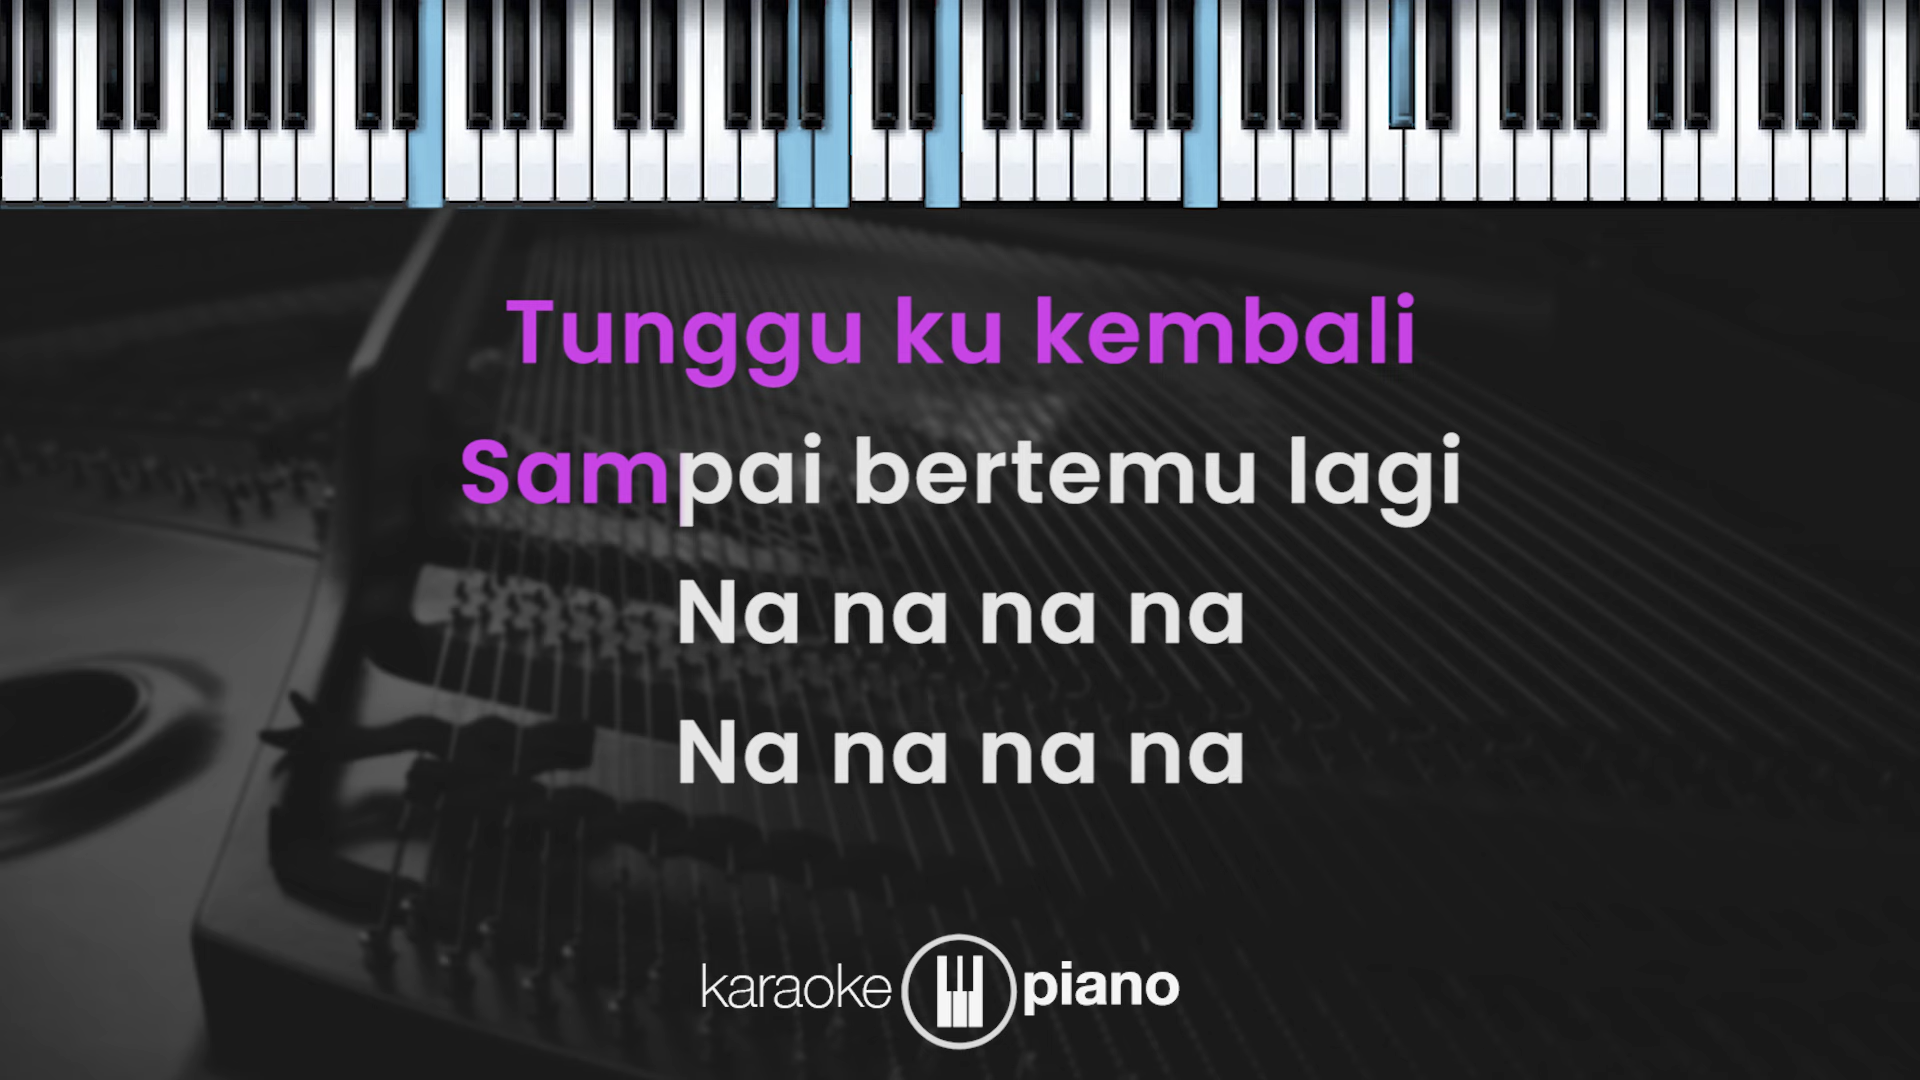 Tunggu ku kembali
Sampai bertemu lagi
Na na na na
Na na na na
karaoke piano